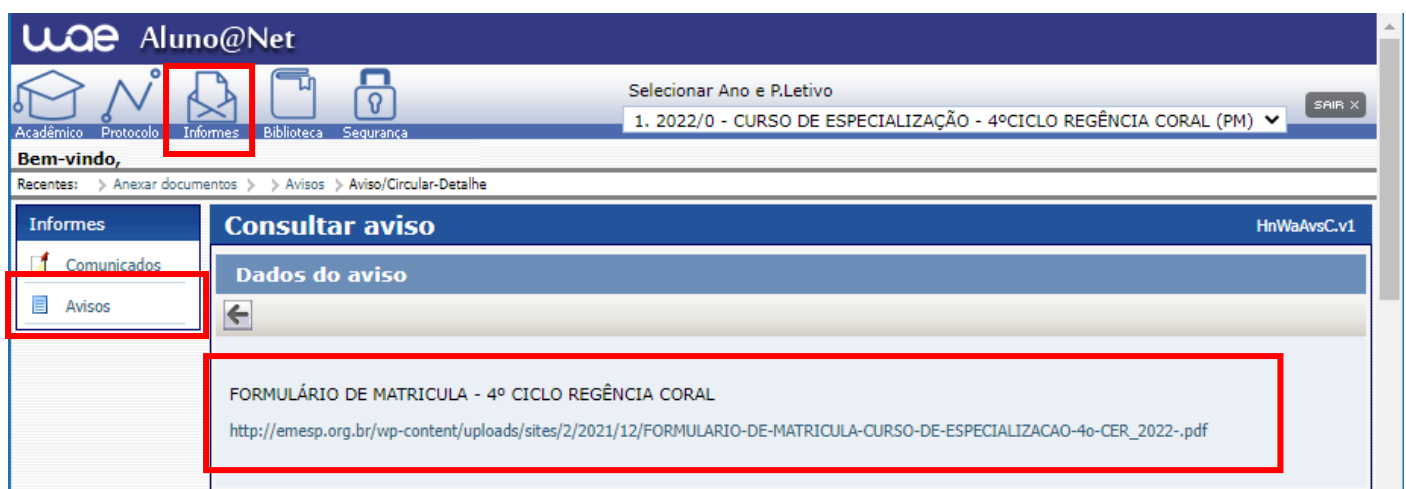 wae Aluno@Net
Selecionar Ano e P.Letivo
SAIR X
1. 2022/0 - CURSO DE ESPECIALIZAÇÃO - 4ºCICLO REGÊNCIA CORAL (PM)
Acadêmico Protocolo Informes Biblioteca Segurança
Bem-vindo,
Recentes: > Anexar documentos > > Avisos > Aviso/Circular-Detalhe
Informes
Comunicados
Avisos
Consultar aviso HnWaAvsC.v1
Dados do aviso
FORMULÁRIO DE MATRICULA - 4º CICLO REGÊNCIA CORAL
http://emesp.org.br/wp-content/uploads/sites/2/2021/12/FORMULARIO-DE-MATRICULA-CURSO-DE-ESPECIALIZACAO-4o-CER_2022-.pdf